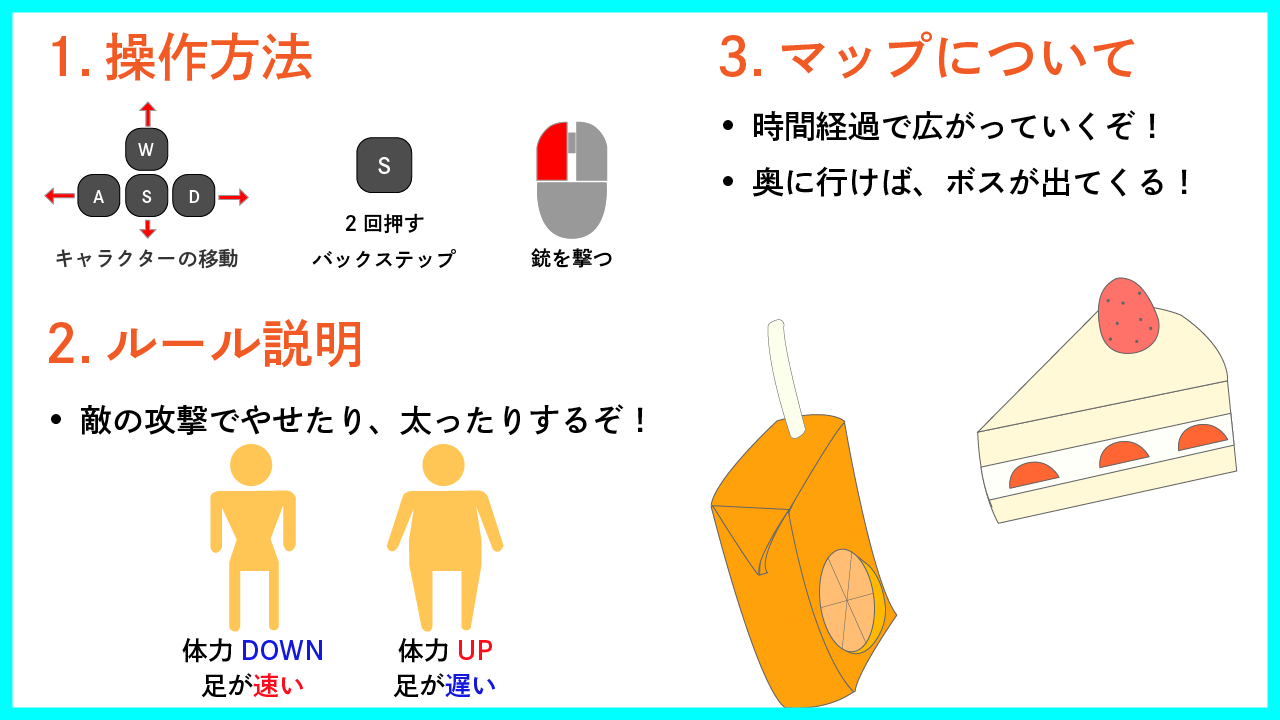 1. 操作方法
W
A S D
キャラクターの移動
S
2 回押す
バックステップ
銃を撃つ
2. ルール説明
• 敵の攻撃でやせたり、太ったりするぞ！
体力 DOWN
足が速い
体力 UP
足が遅い
3. マップについて
• 時間経過で広がっていくぞ！
• 奥に行けば、ボスが出てくる！